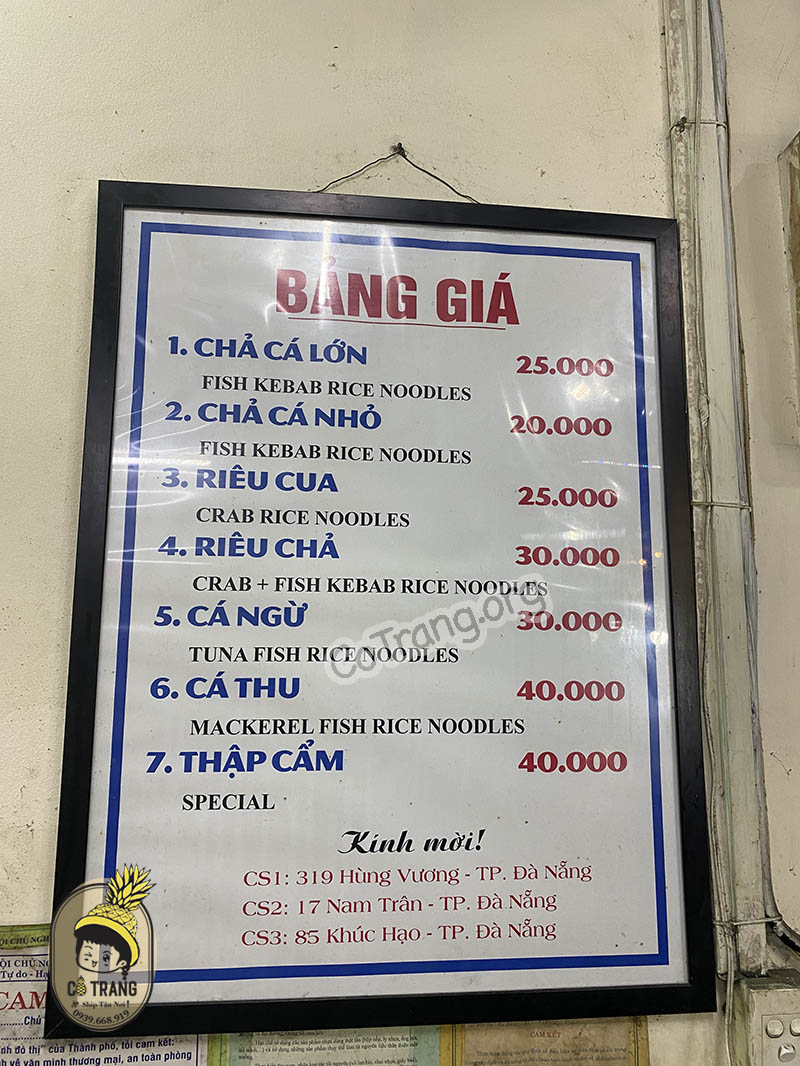 BẢNG GIÁ
1. CHẢ CÁ LỚN 25.000
FISH KEBAB RICE NOODLES
2. CHẢ CÁ NHỎ 20.000
FISH KEBAB RICE NOODLES
3. RIÊU CUA 25.000
CRAB RICE NOODLES
4. RIÊU CHẢ 30.000
CRAB + FISH KEBAB RICE NOODLES
5. CÁ NGỪ 30.000
TUNA FISH RICE NOODLES
6. CÁ THU 40.000
MACKEREL FISH RICE NOODLES
7. THẬP CẨM 40.000
SPECIAL
Kính mời!
CS1: 319 Hùng Vương - TP. Đà Nẵng
CS2: 17 Nam Trân - TP. Đà Nẵng
CS3: 85 Khúc Hạo - TP. Đà Nẵng
CoTrang.org
CÔ TRANG
Ship Tận Nơi!
0939.668.919
CAM KẾT